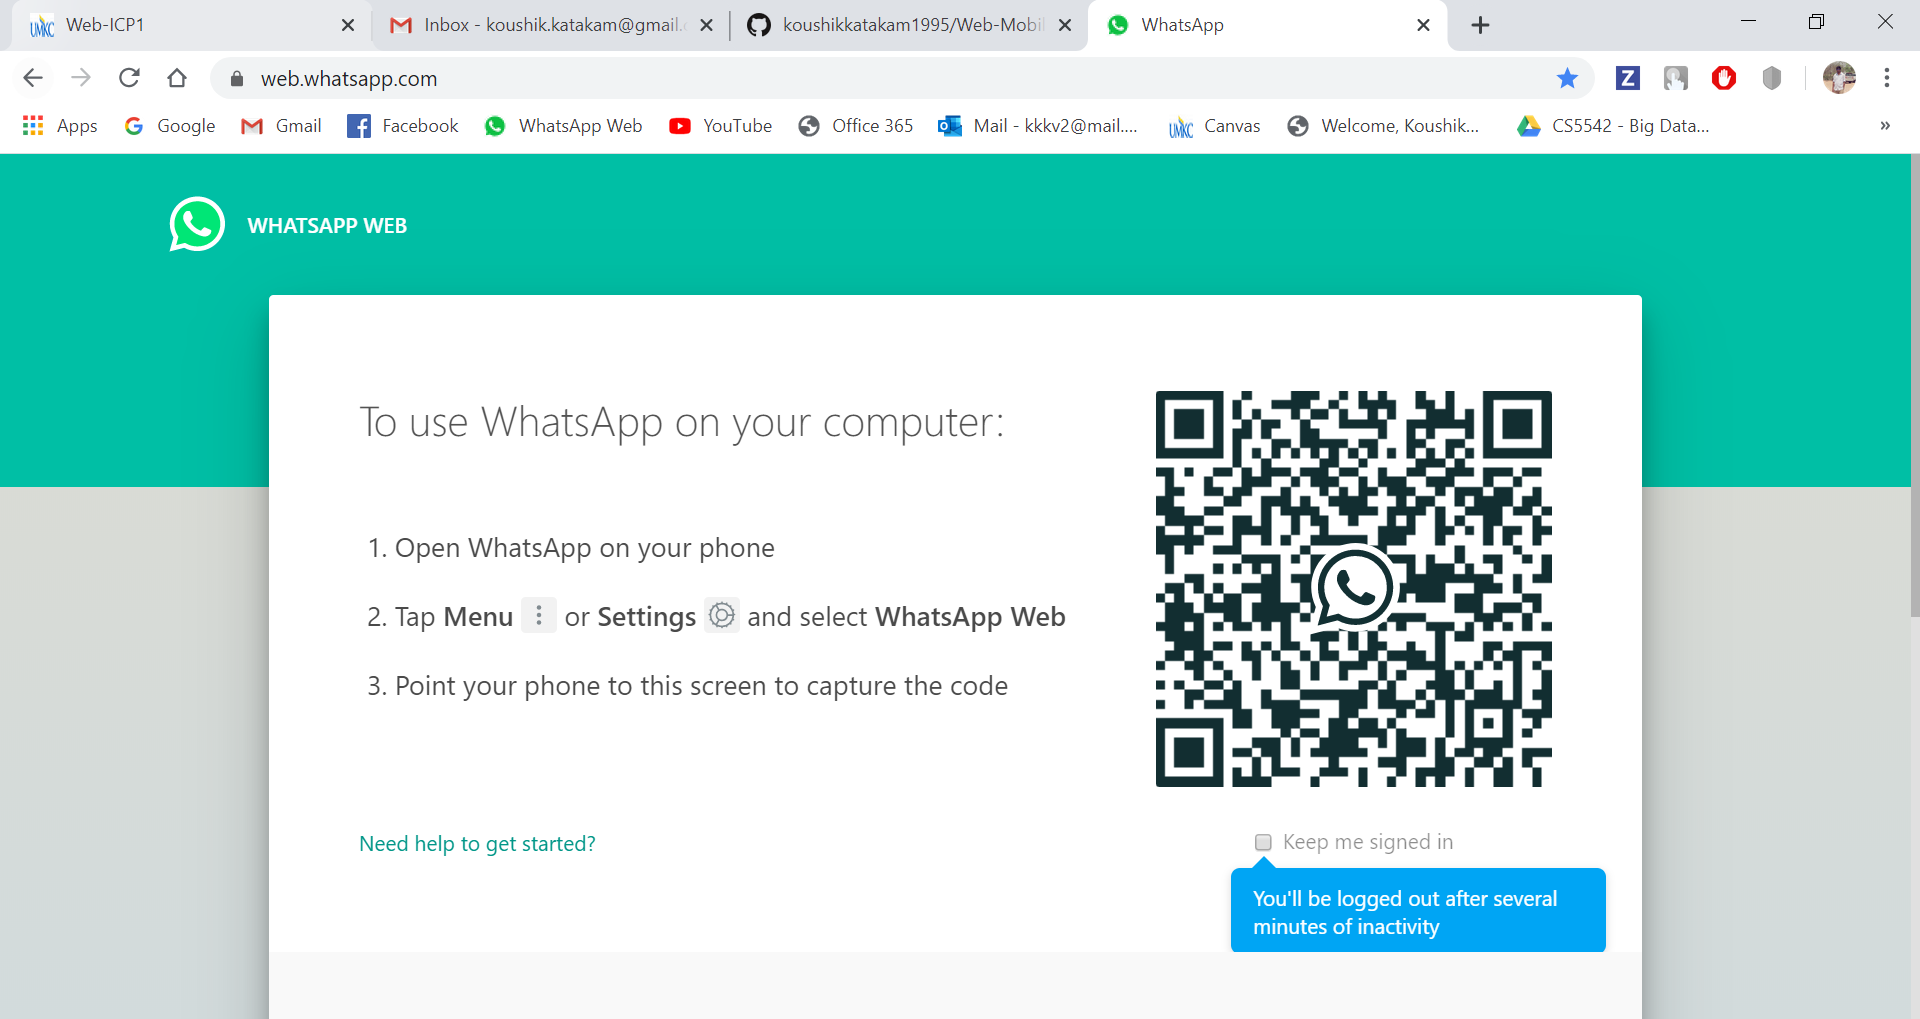 Web-ICP1
Inbox - koushik.katakam@gmail.c
koushikkatakam1995/Web-Mobil
WhatsApp
web.whatsapp.com
Z
Apps
Google
Gmail
Facebook
WhatsApp Web
YouTube
Office 365
Mail - kkkv2@mail....
UMKC
Canvas
Welcome, Koushik...
CS5542 - Big Data...
»
WHATSAPP WEB
To use WhatsApp on your computer:
1. Open WhatsApp on your phone
2. Tap Menu or Settings and select WhatsApp Web
3. Point your phone to this screen to capture the code
Need help to get started?
Keep me signed in
You'll be logged out after several
minutes of inactivity